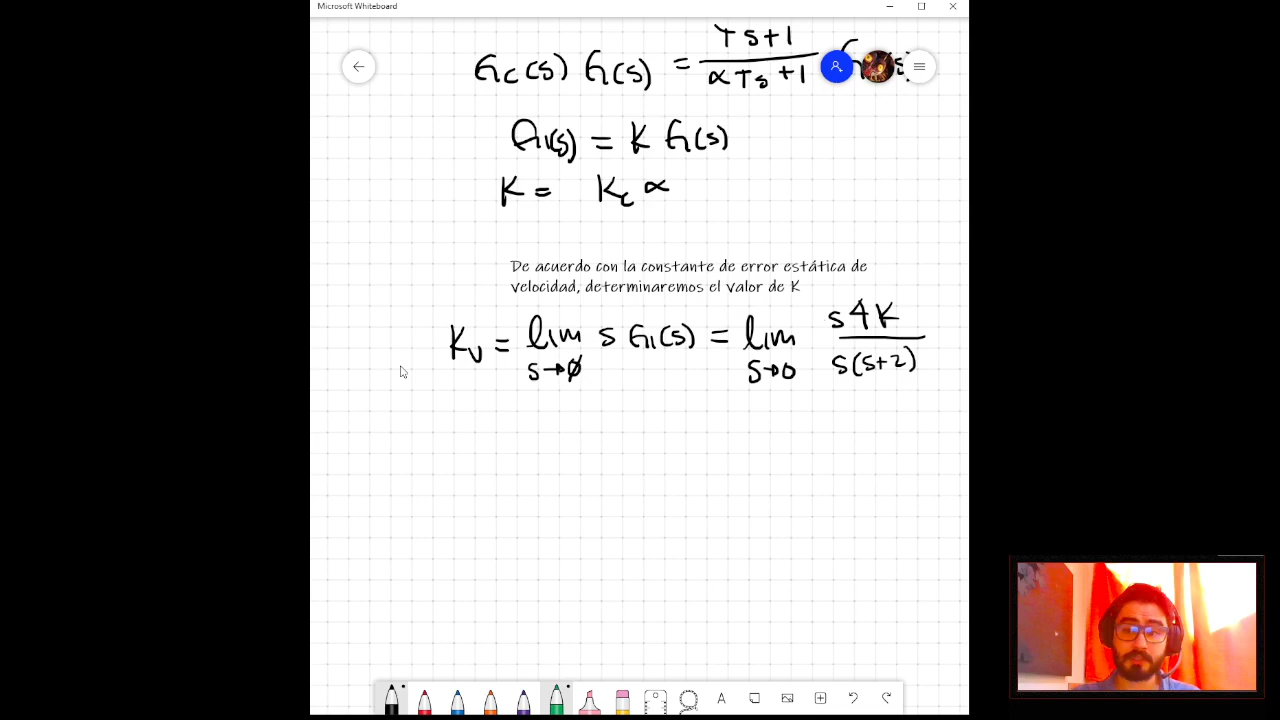 Microsoft Whiteboard
Gc(s) G(s) = Ts+1 / αTs+1 G1(s)
G1(s) = K G(s)
K = Kc α
De acuerdo con la constante de error estática de
velocidad, determinaremos el valor de K
Kv = lim s→0 s G1(s) = lim s→0 s4K / s(s+2)
A